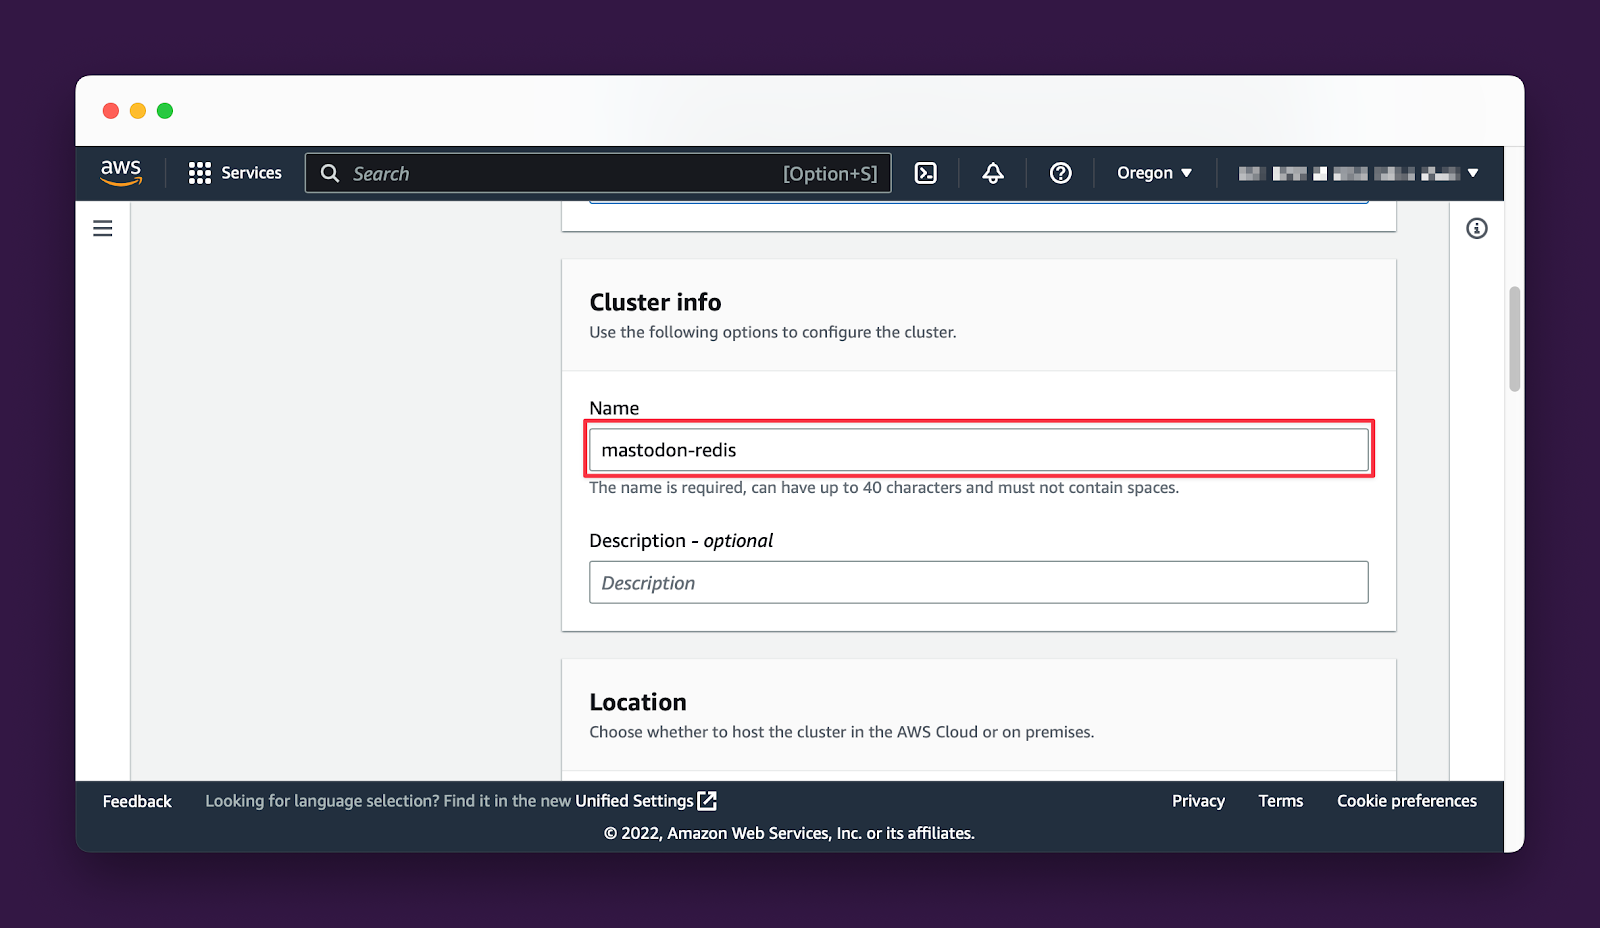 aws
Services
Search
[Option+S]
Oregon
Cluster info
Use the following options to configure the cluster.
Name
mastodon-redis
The name is required, can have up to 40 characters and must not contain spaces.
Description - optional
Description
Location
Choose whether to host the cluster in the AWS Cloud or on premises.
Feedback
Looking for language selection? Find it in the new Unified Settings
Privacy
Terms
Cookie preferences
© 2022, Amazon Web Services, Inc. or its affiliates.